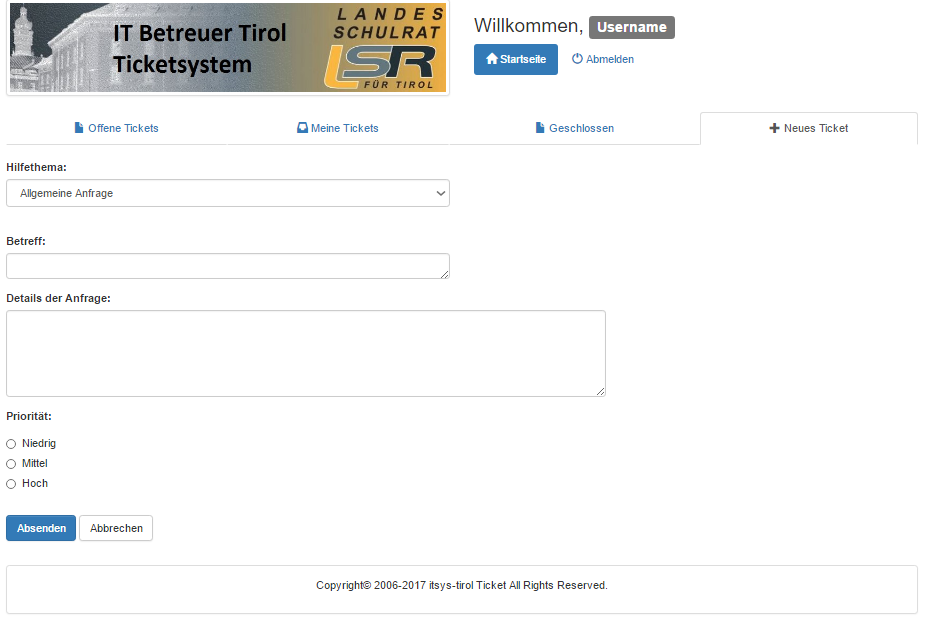 IT Betreuer Tirol
Ticketsystem
LANDES
SCHULRAT
LSR
FÜR TIROL
Willkommen, Username
Startseite Abmelden
Offene Tickets Meine Tickets Geschlossen Neues Ticket
Hilfethema:
Allgemeine Anfrage
Betreff:
Details der Anfrage:
Priorität:
Niedrig
Mittel
Hoch
Absenden Abbrechen
Copyright© 2006-2017 itsys-tirol Ticket All Rights Reserved.